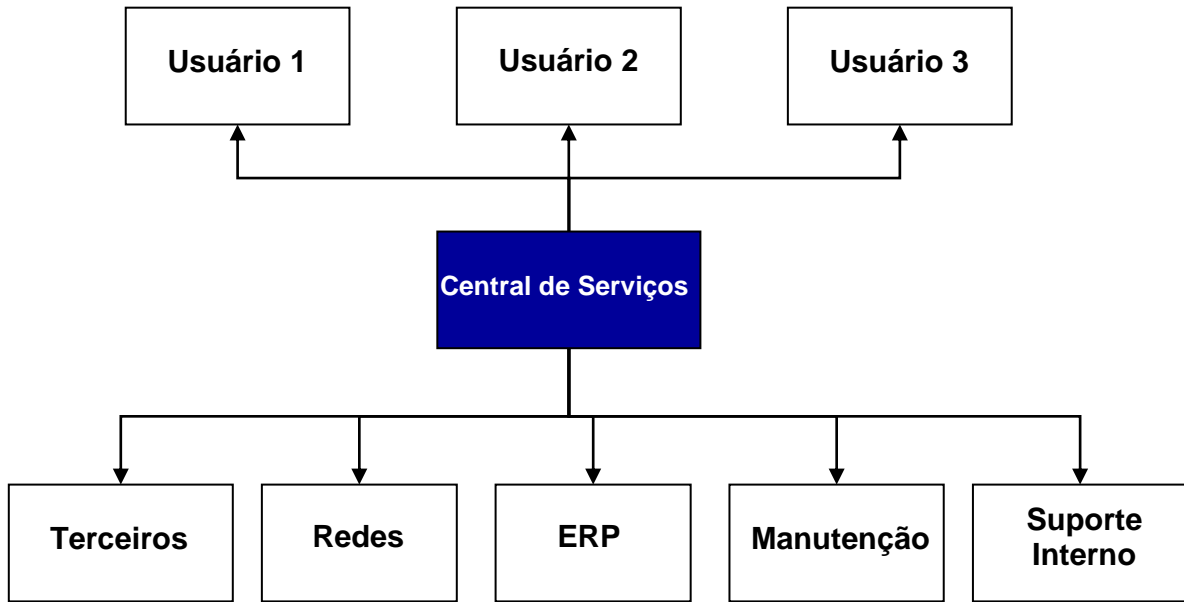 Usuário 1
Usuário 2
Usuário 3
Central de Serviços
Terceiros
Redes
ERP
Manutenção
Suporte
Interno